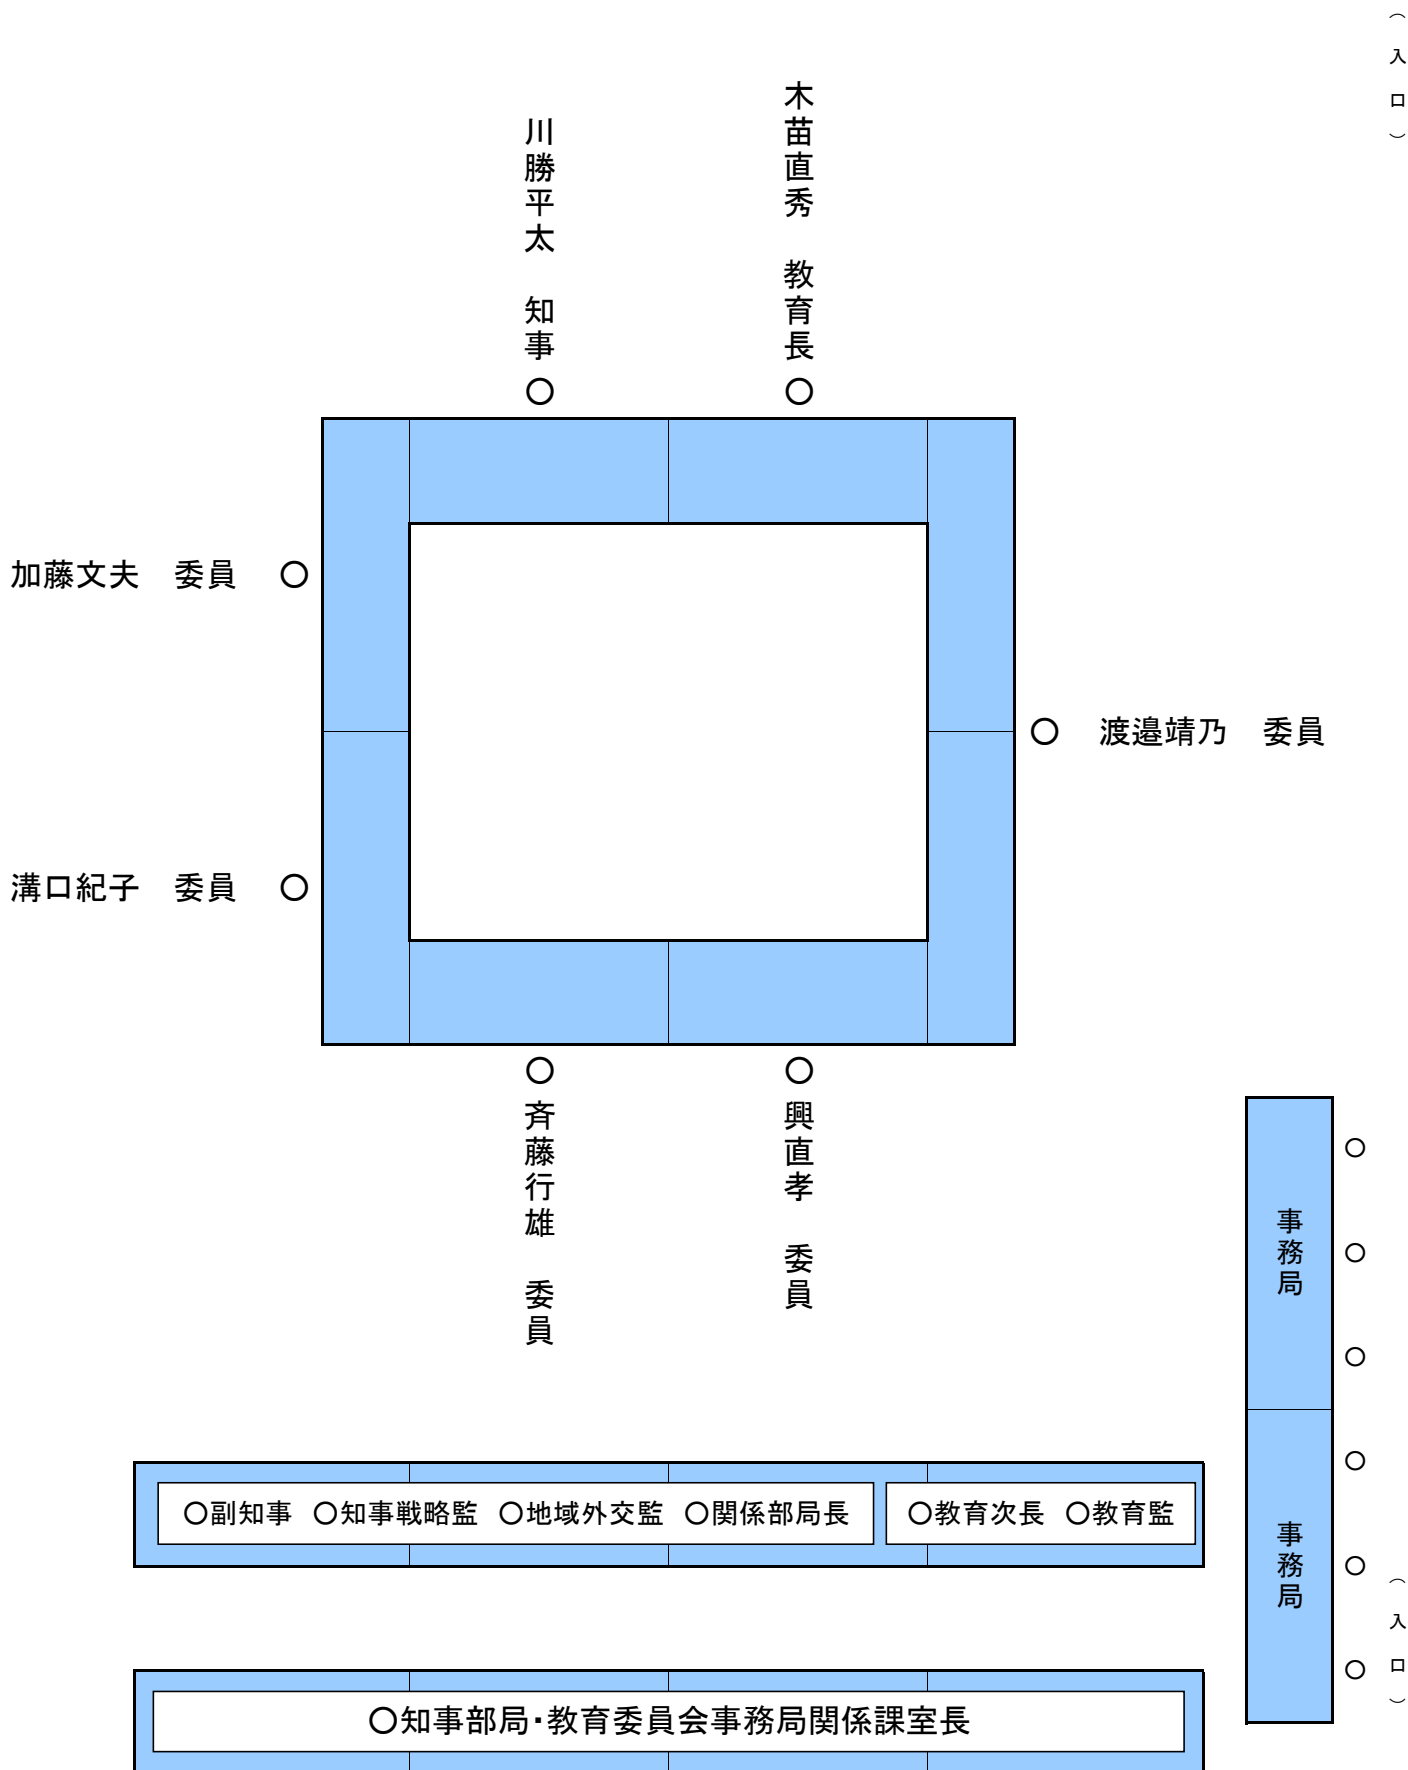 （入口）
川勝平太　知事○
木苗直秀　教育長○
加藤文夫　委員　○
○　渡邉靖乃　委員
溝口紀子　委員　○
○斉藤行雄　委員
○興直孝　委員
事務局
○
○
○
事務局
○
○
○
○副知事　○知事戦略監　○地域外交監　○関係部局長
○教育次長　○教育監
（入口）
○知事部局・教育委員会事務局関係課室長